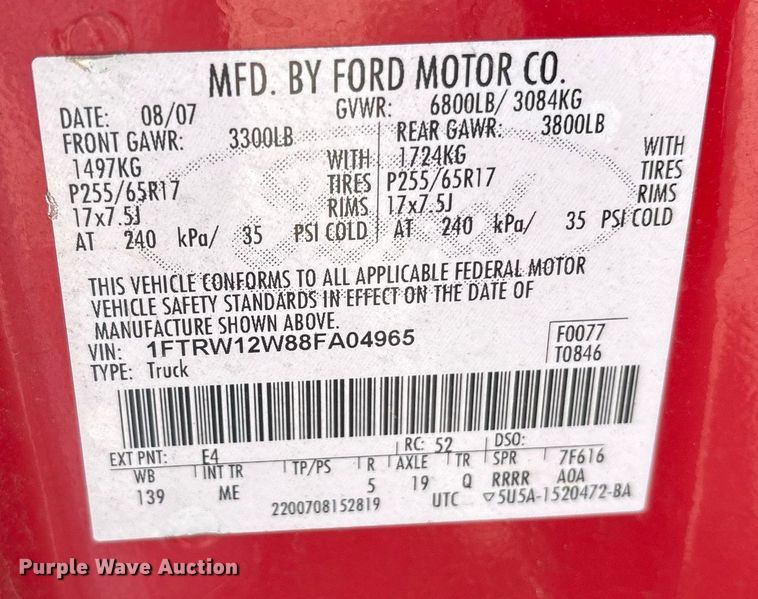 MFD. BY FORD MOTOR CO.
DATE: 08/07 GVWR: 6800LB/ 3084KG
FRONT GAWR: 3300LB REAR GAWR: 3800LB
1497KG WITH 1724KG WITH
P255/65R17 TIRES P255/65R17 TIRES
17x7.5J RIMS 17x7.5J RIMS
AT 240 kPa/ 35 PSI COLD AT 240 kPa/ 35 PSI COLD
THIS VEHICLE CONFORMS TO ALL APPLICABLE FEDERAL MOTOR
VEHICLE SAFETY STANDARDS IN EFFECT ON THE DATE OF
MANUFACTURE SHOWN ABOVE.
VIN: 1FTRW12W88FA04965 F0077
TYPE: Truck T0846
EXT PNT: E4 RC: 52 DSO:
WB INT TR TP/PS R AXLE TR SPR 7F616
139 ME 5 19 Q RRRR A0A
2200708152819 UTC ▽5U5A-1520472-BA
Purple Wave Auction